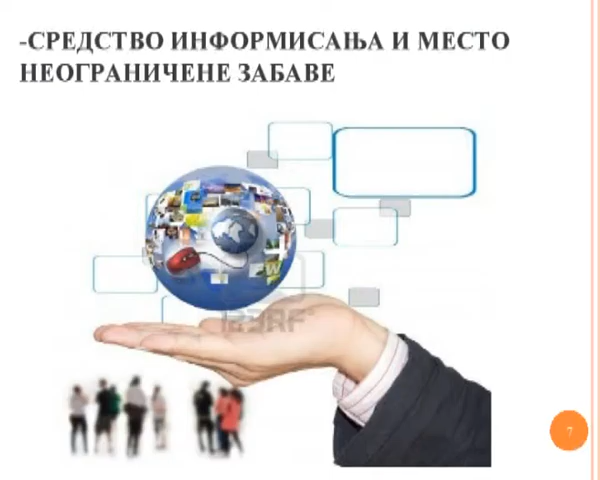 -СРЕДСТВО ИНФОРМИСАЊА И МЕСТО
НЕОГРАНИЧЕНЕ ЗАБАВЕ
W
123RF
7